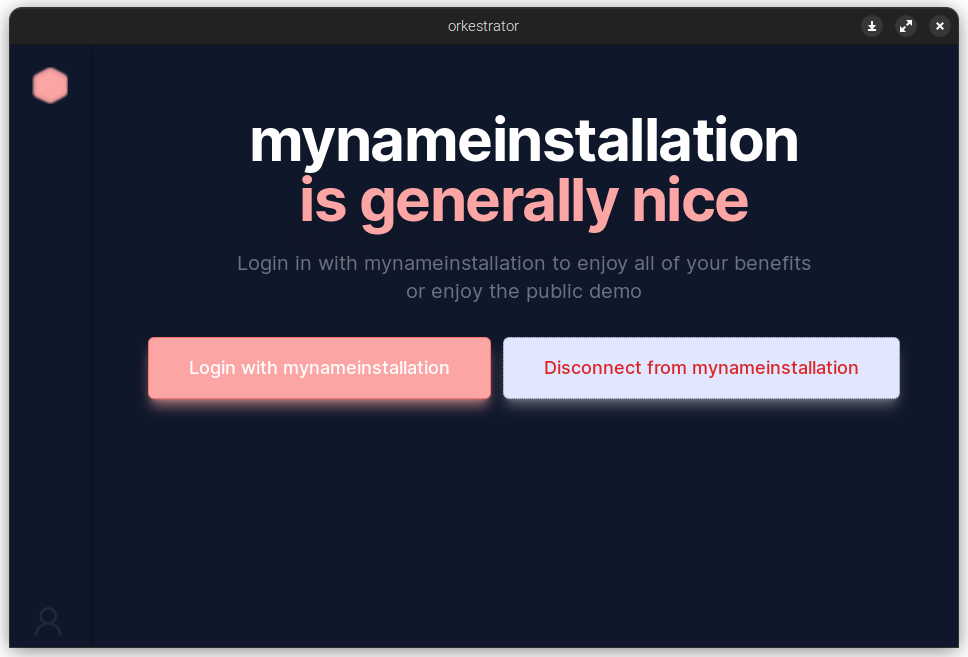 orkestrator
mynameinstallation
is generally nice
Login in with mynameinstallation to enjoy all of your benefits
or enjoy the public demo
Login with mynameinstallation
Disconnect from mynameinstallation